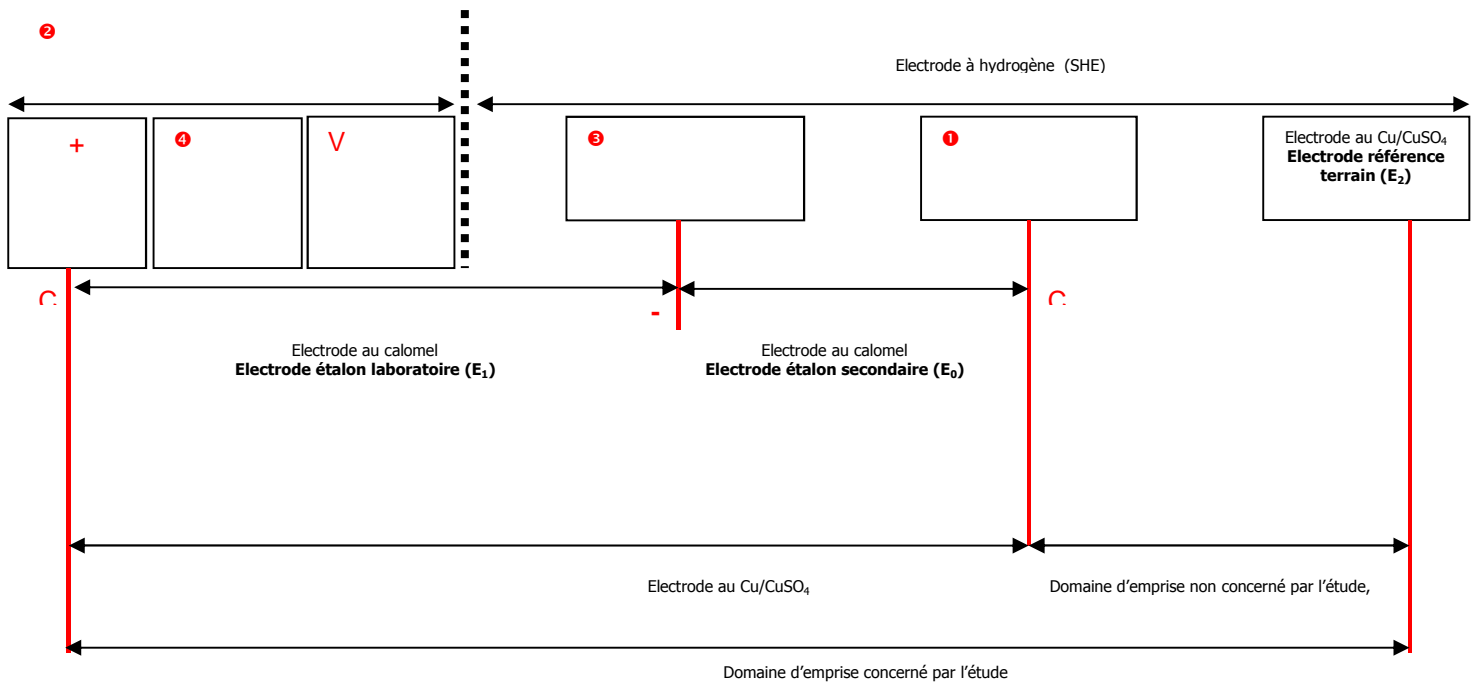 ❷
Electrode à hydrogène (SHE)
+
❹
V
❸
❶
Electrode au Cu/CuSO₄
Electrode référence
terrain (E₂)
C
-
C
Electrode au calomel
Electrode étalon laboratoire (E₁)
Electrode au calomel
Electrode étalon secondaire (E₀)
Electrode au Cu/CuSO₄
Domaine d’emprise non concerné par l’étude,
Domaine d’emprise concerné par l’étude